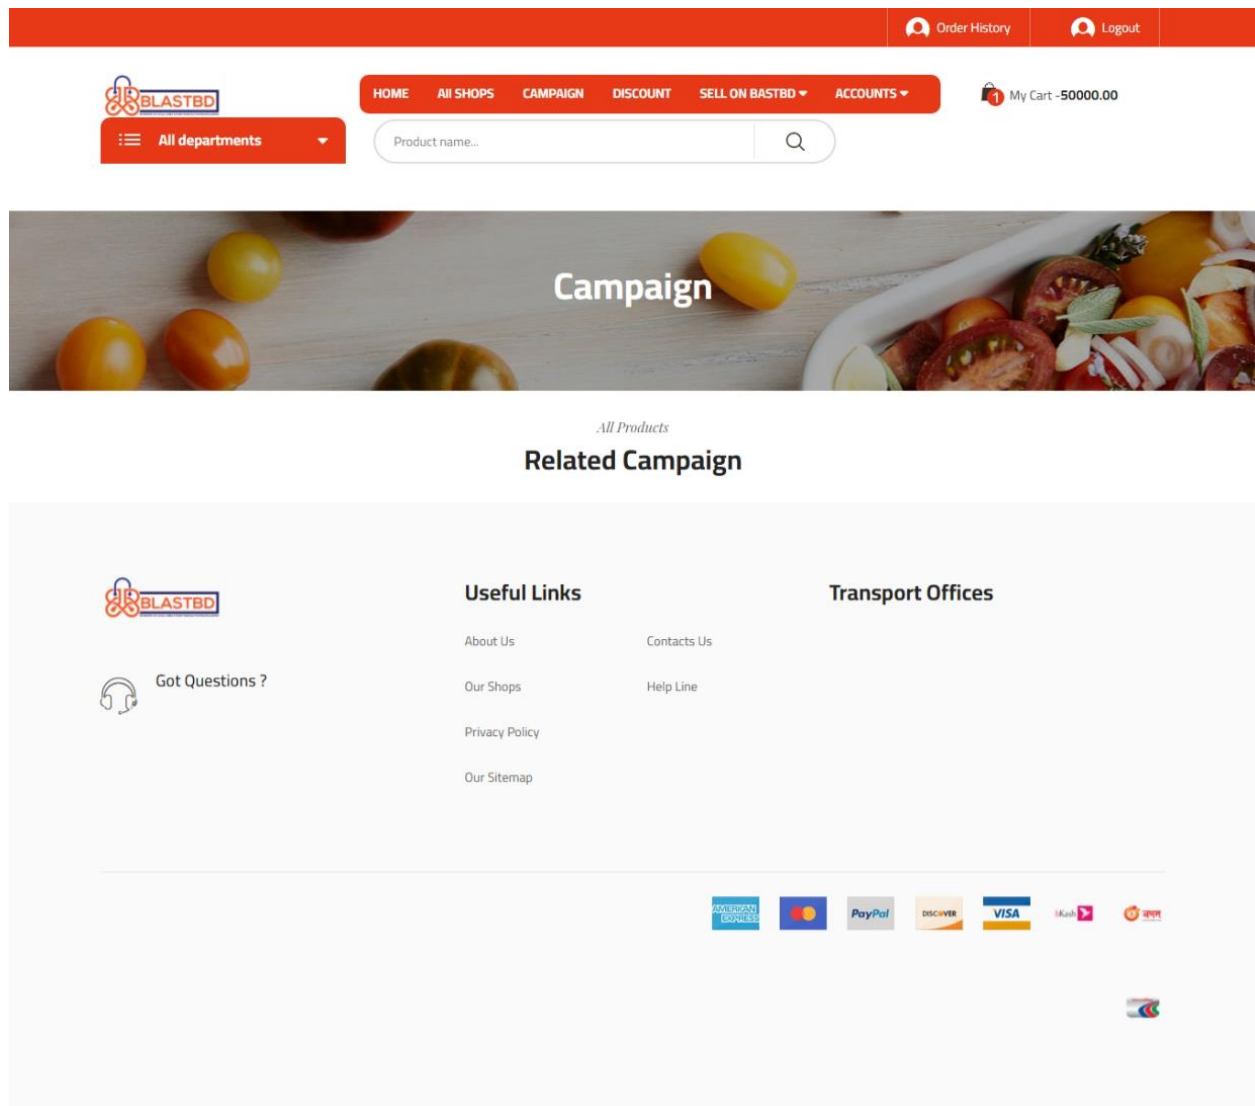 Order History
Logout
BLASTBD
HOME
All SHOPS
CAMPAIGN
DISCOUNT
SELL ON BASTBD
ACCOUNTS
1
My Cart -50000.00
All departments
Product name...
Campaign
All Products
Related Campaign
BLASTBD
Got Questions ?
Useful Links
About Us
Contacts Us
Our Shops
Help Line
Privacy Policy
Our Sitemap
Transport Offices
AMERICAN
EXPRESS
PayPal
DISCOVER
VISA
bKash